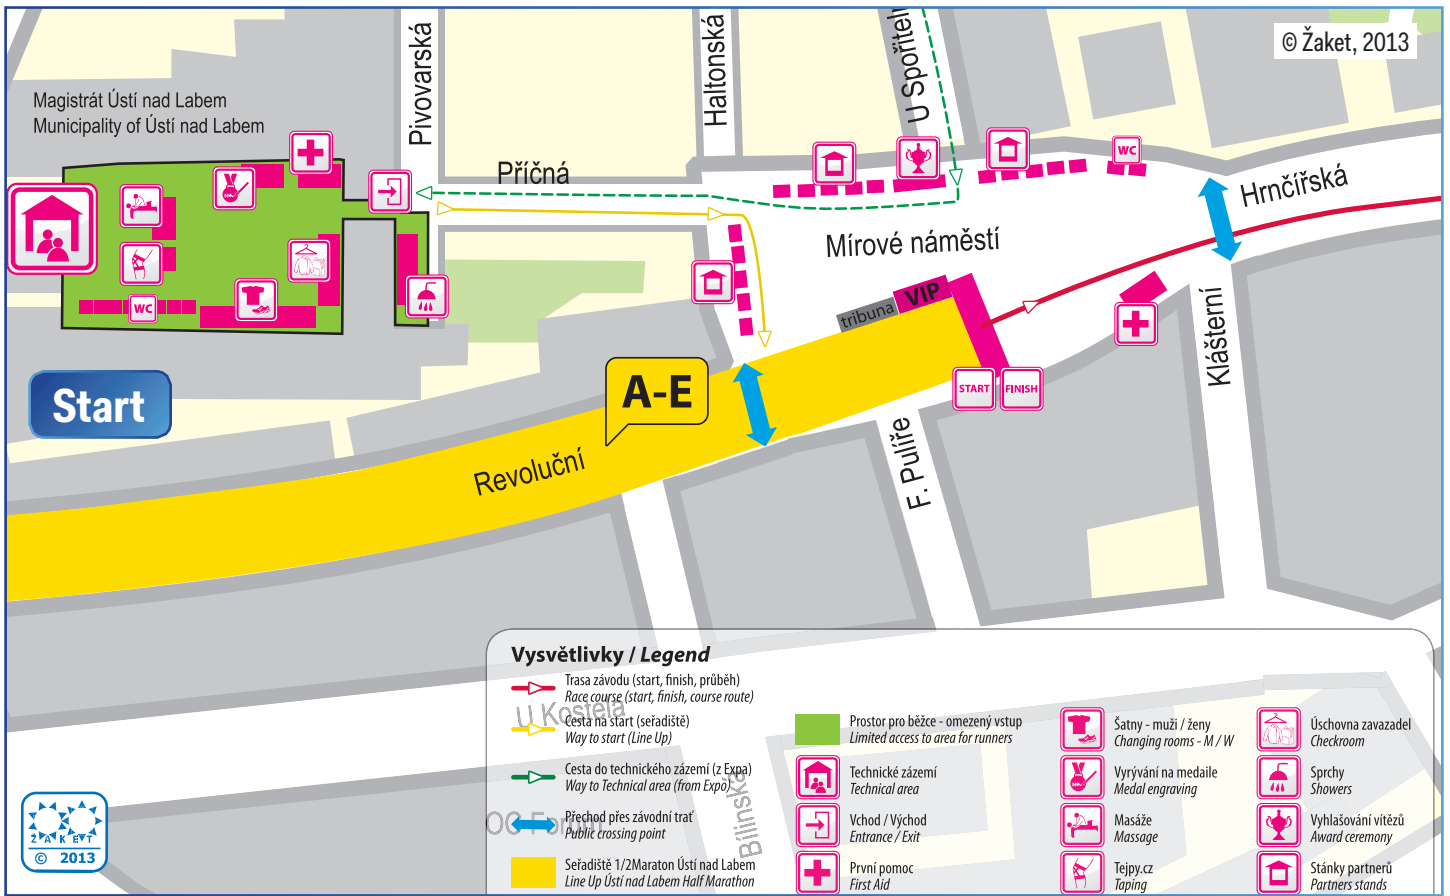 © Žaket, 2013
Magistrát Ústí nad Labem
Municipality of Ústí nad Labem
Pivovarská
Haltonská
U Spořiteln
Příčná
Hrnčířská
Mírové náměstí
WC
WC
VIP
tribuna
START
FINISH
Klášterní
Start
A-E
Revoluční
F. Pulíře
Vysvětlivky / Legend
Trasa závodu (start, finish, průběh)
Race course (start, finish, course route)
U Kostela
Cesta na start (seřadiště)
Way to start (Line Up)
Cesta do technického zázemí (z Expa)
Way to Technical area (from Expo)
Přechod přes závodní trať
Public crossing point
OC Forum
Bílinská
Seřadiště 1/2Maraton Ústí nad Labem
Line Up Ústí nad Labem Half Marathon
Prostor pro běžce - omezený vstup
Limited access to area for runners
Technické zázemí
Technical area
Vchod / Východ
Entrance / Exit
První pomoc
First Aid
Šatny - muži / ženy
Changing rooms - M / W
Vyrývání na medaile
Medal engraving
Masáže
Massage
Tejpy.cz
Taping
Úschovna zavazadel
Checkroom
Sprchy
Showers
Vyhlašování vítězů
Award ceremony
Stánky partnerů
Partners stands
ŽAKET
© 2013